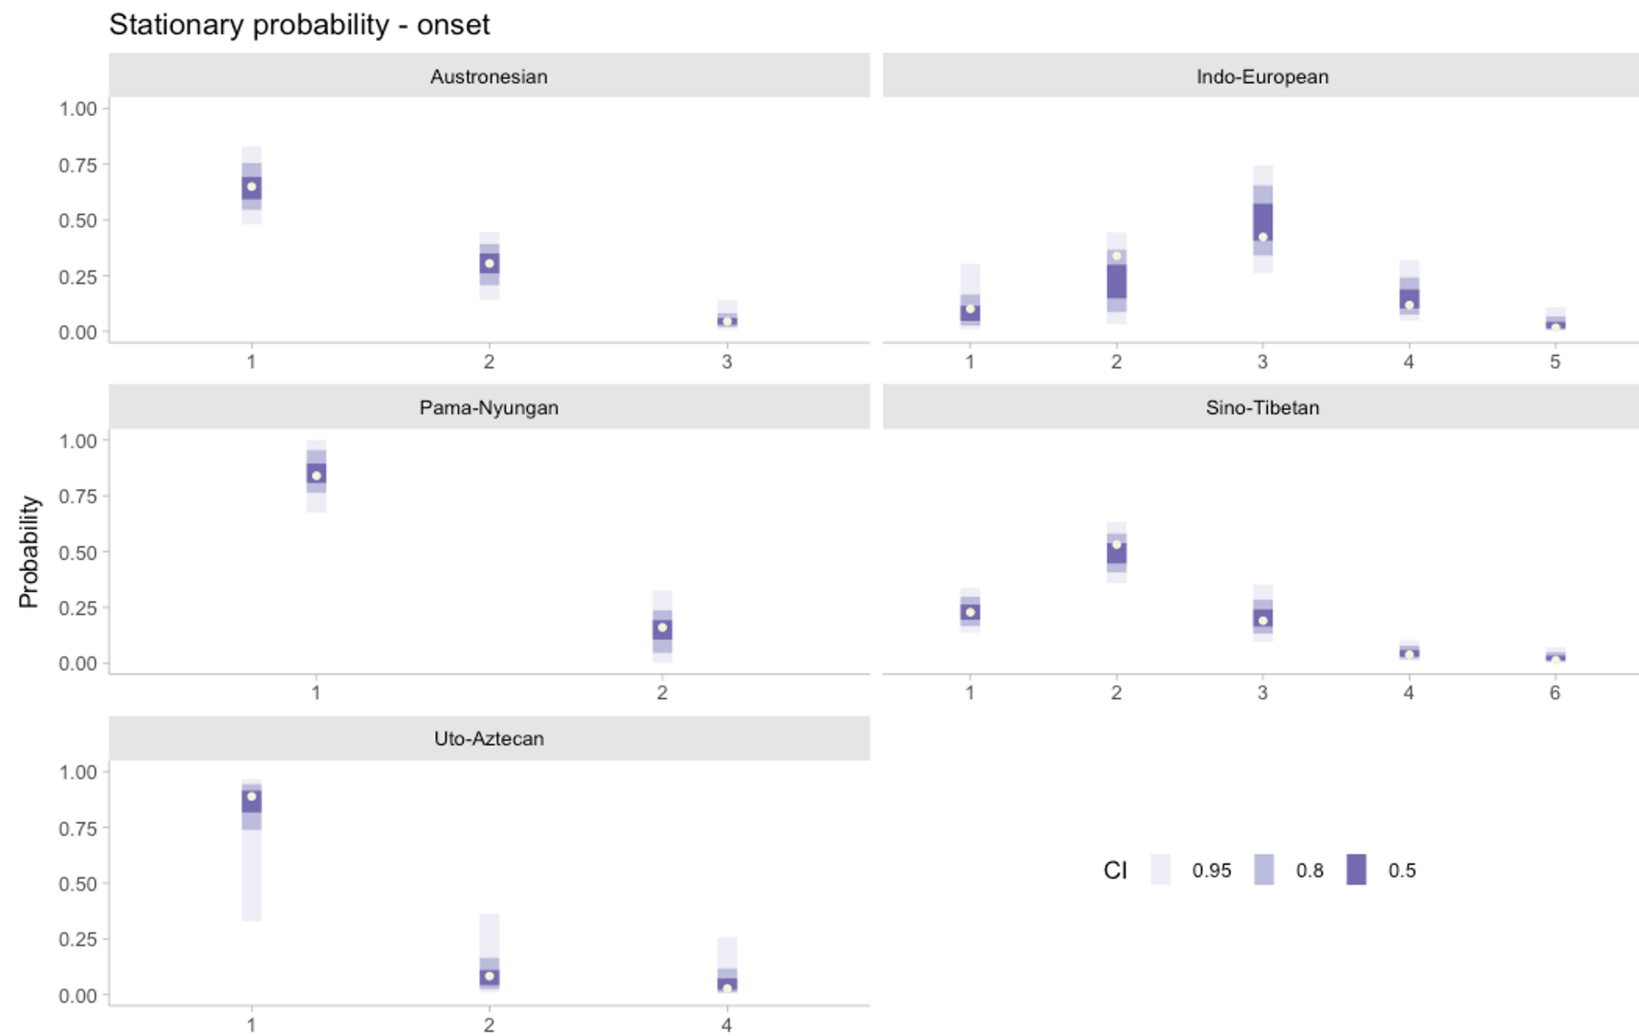 Stationary probability - onset
Austronesian
Indo-European
1.00
0.75
0.50
0.25
0.00
1 2 3
1 2 3 4 5
Pama-Nyungan
Sino-Tibetan
1.00
0.75
0.50
0.25
0.00
Probability
1 2
1 2 3 4 6
Uto-Aztecan
1.00
0.75
0.50
0.25
0.00
1 2 4
CI 0.95 0.8 0.5